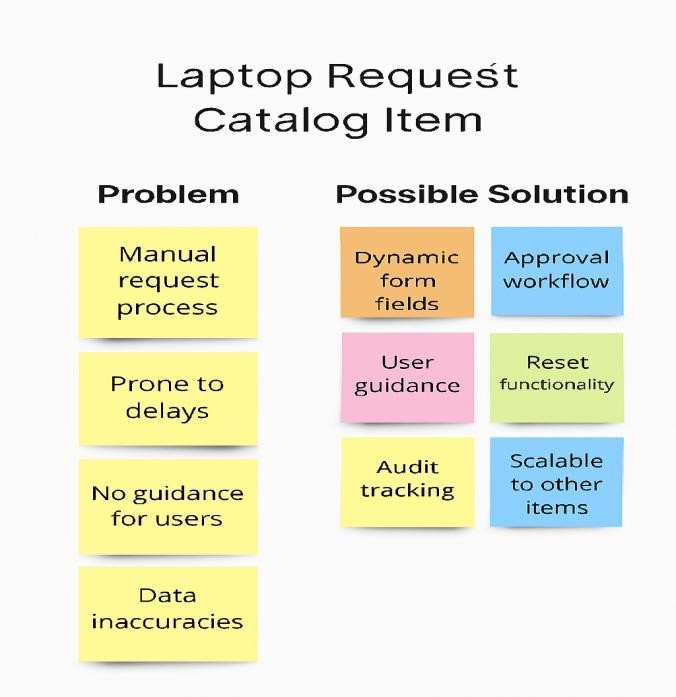 Laptop Requeśt
Catalog Item
Problem
Manual
request
process
Prone to
delays
No guidance
for users
Data
inaccuracies
Possible Solution
Dynamic
form
fields
Approval
workflow
User
guidance
Reset
functionality
Audit
tracking
Scalable
to other
items